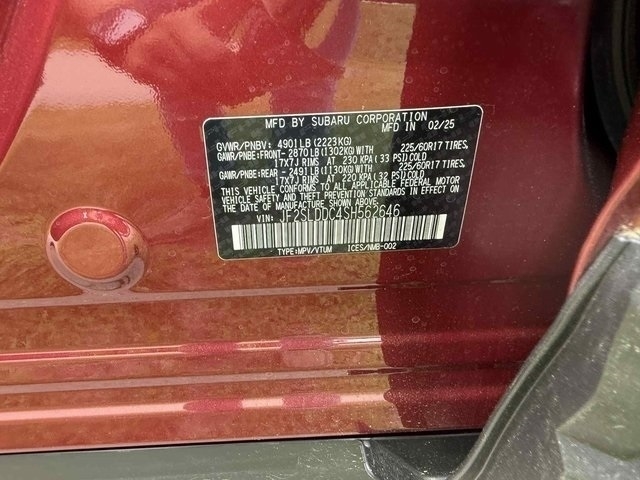 MFD BY SUBARU CORPORATION
MFD IN 02/25
GVWR/PNBV: 4901LB(2223KG)
GAWR/PNBE:FRONT- 2870LB(1302KG)WITH 225/60R17 TIRES,
17X7J RIMS AT 230 KPA( 33 PSI)COLD
GAWR/PNBE:REAR - 2491LB(1130KG)WITH 225/60R17 TIRES,
17X7J RIMS AT 220 KPA( 32 PSI)COLD
THIS VEHICLE CONFORMS TO ALL APPLICABLE FEDERAL MOTOR
VEHICLE SAFETY AND THEFT PREVENTION STANDARDS IN EFFECT ON
THE DATE OF MANUFACTURE SHOWN ABOVE.
VIN: JF2SLDDC4SH562646
TYPE:MPV/VTUM ICES/NMB-002